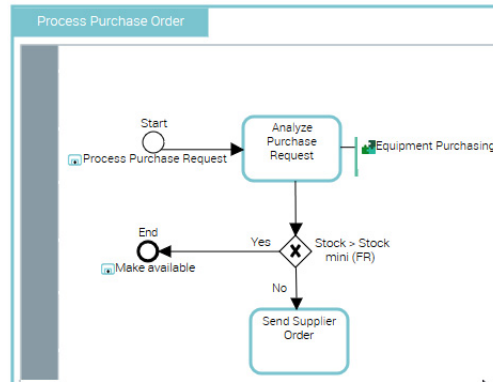 Process Purchase Order
Start
Process Purchase Request
Analyze
Purchase
Request
Equipment Purchasing
End
Make available
Yes
Stock > Stock
mini (FR)
No
Send Supplier
Order